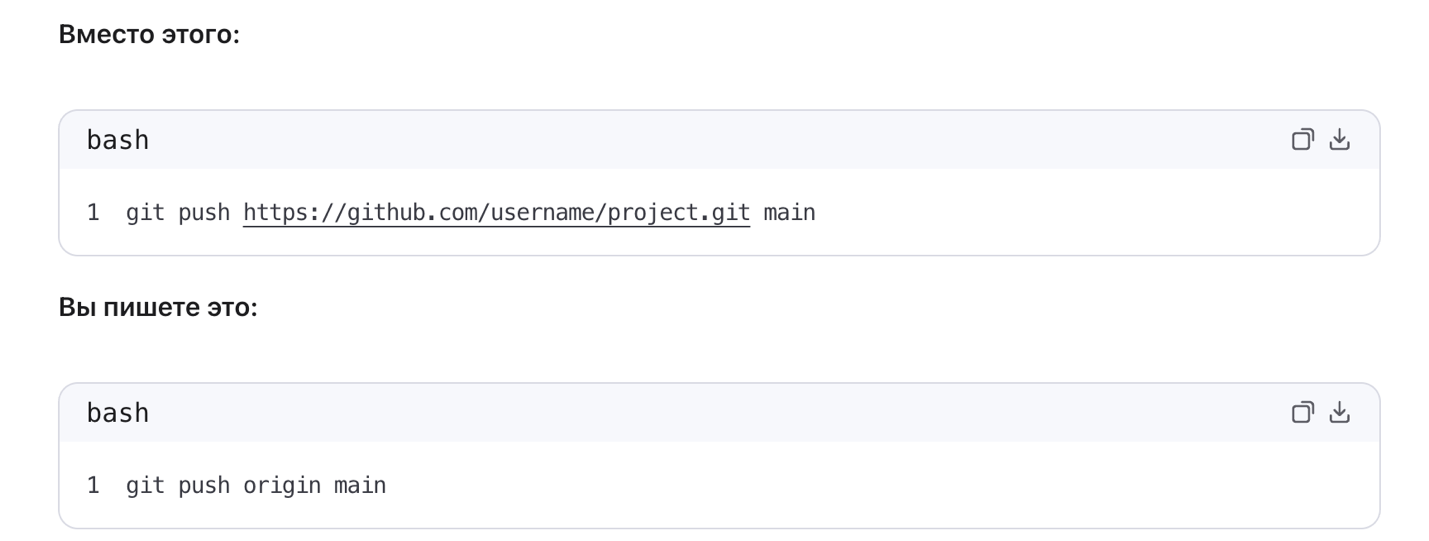 Вместо этого:
bash
1 git push https://github.com/username/project.git main
Вы пишете это:
bash
1 git push origin main